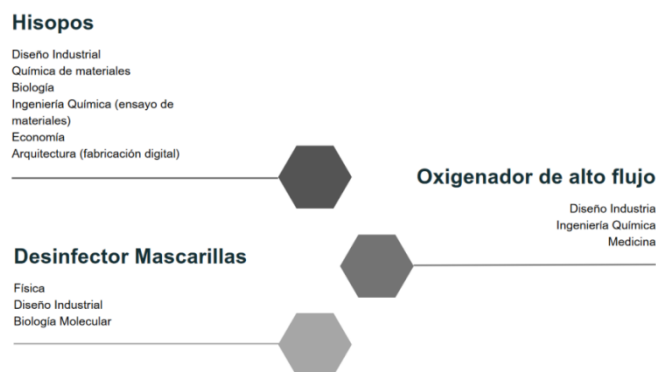 Hisopos
Diseño Industrial
Química de materiales
Biología
Ingeniería Química (ensayo de
materiales)
Economía
Arquitectura (fabricación digital)
Oxigenador de alto flujo
Diseño Industria
Ingeniería Química
Medicina
Desinfector Mascarillas
Física
Diseño Industrial
Biología Molecular